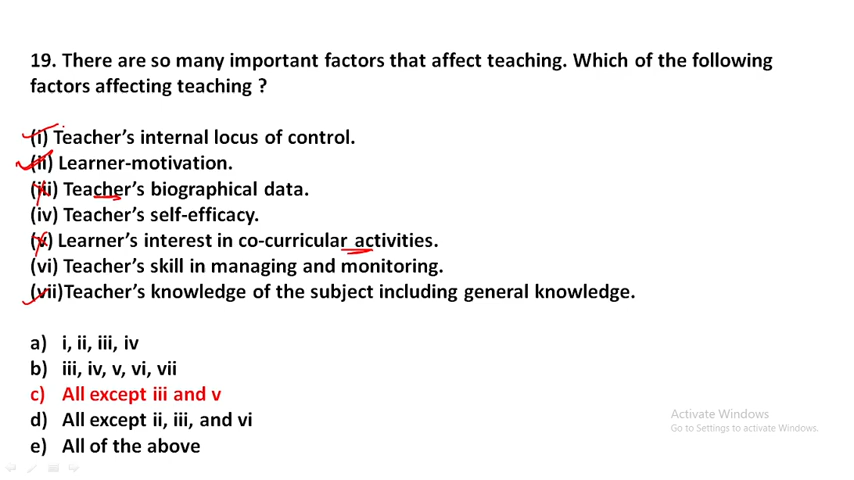 19. There are so many important factors that affect teaching. Which of the following
factors affecting teaching ?
(i) Teacher’s internal locus of control.
(ii) Learner-motivation.
(iii) Teacher’s biographical data.
(iv) Teacher’s self-efficacy.
(v) Learner’s interest in co-curricular activities.
(vi) Teacher’s skill in managing and monitoring.
(vii)Teacher’s knowledge of the subject including general knowledge.
a) i, ii, iii, iv
b) iii, iv, v, vi, vii
c) All except iii and v
d) All except ii, iii, and vi
e) All of the above
Activate Windows
Go to Settings to activate Windows.